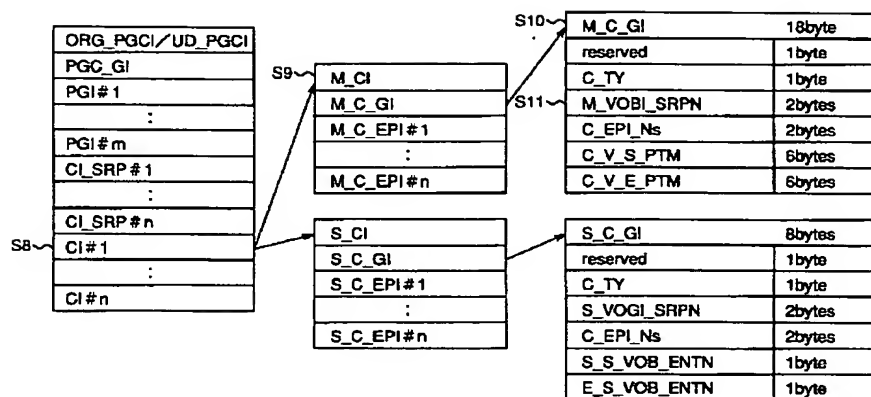 ORG_PGCI/UD_PGCI
PGC_GI
PGI#1
:
PGI#m
CI_SRP#1
:
CI_SRP#n
S8 CI#1
:
CI#n
S9 M_CI
M_C_GI
M_C_EPI#1
:
M_C_EPI#n
S_CI
S_C_GI
S_C_EPI#1
:
S_C_EPI#n
S10 M_C_GI 18byte
reserved 1byte
C_TY 1byte
S11 M_VOBI_SRPN 2bytes
C_EPI_Ns 2bytes
C_V_S_PTM 6bytes
C_V_E_PTM 6bytes
S_C_GI 8bytes
reserved 1byte
C_TY 1byte
S_VOGI_SRPN 2bytes
C_EPI_Ns 2bytes
S_S_VOB_ENTN 1byte
E_S_VOB_ENTN 1byte